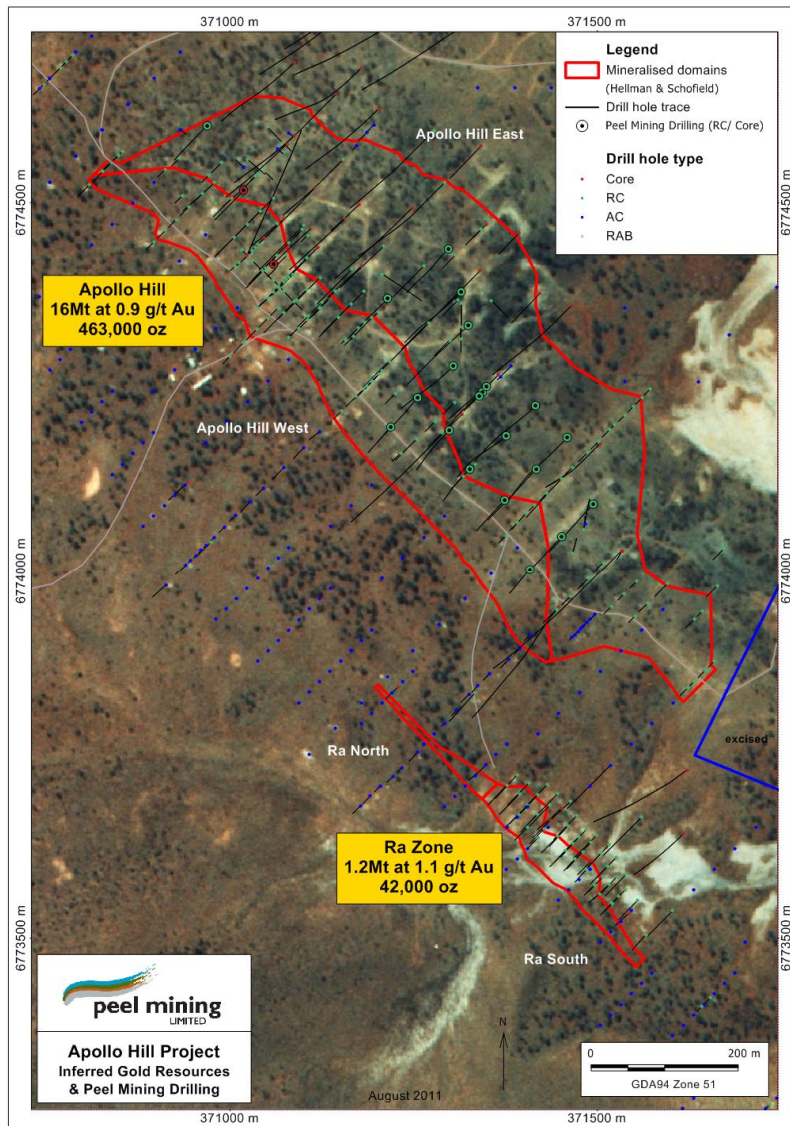 371000 m
371500 m
Legend
Mineralised domains
(Hellman & Schofield)
Drill hole trace
Peel Mining Drilling (RC/ Core)
Drill hole type
Core
RC
AC
RAB
Apollo Hill East
6774500 m
6774500 m
Apollo Hill
16Mt at 0.9 g/t Au
463,000 oz
Apollo Hill West
6774000 m
6774000 m
Ra North
excised
Ra Zone
1.2Mt at 1.1 g/t Au
42,000 oz
6773500 m
6773500 m
Ra South
peel mining
LIMITED
Apollo Hill Project
Inferred Gold Resources
& Peel Mining Drilling
N
0
200 m
GDA94 Zone 51
August 2011
371000 m
371500 m